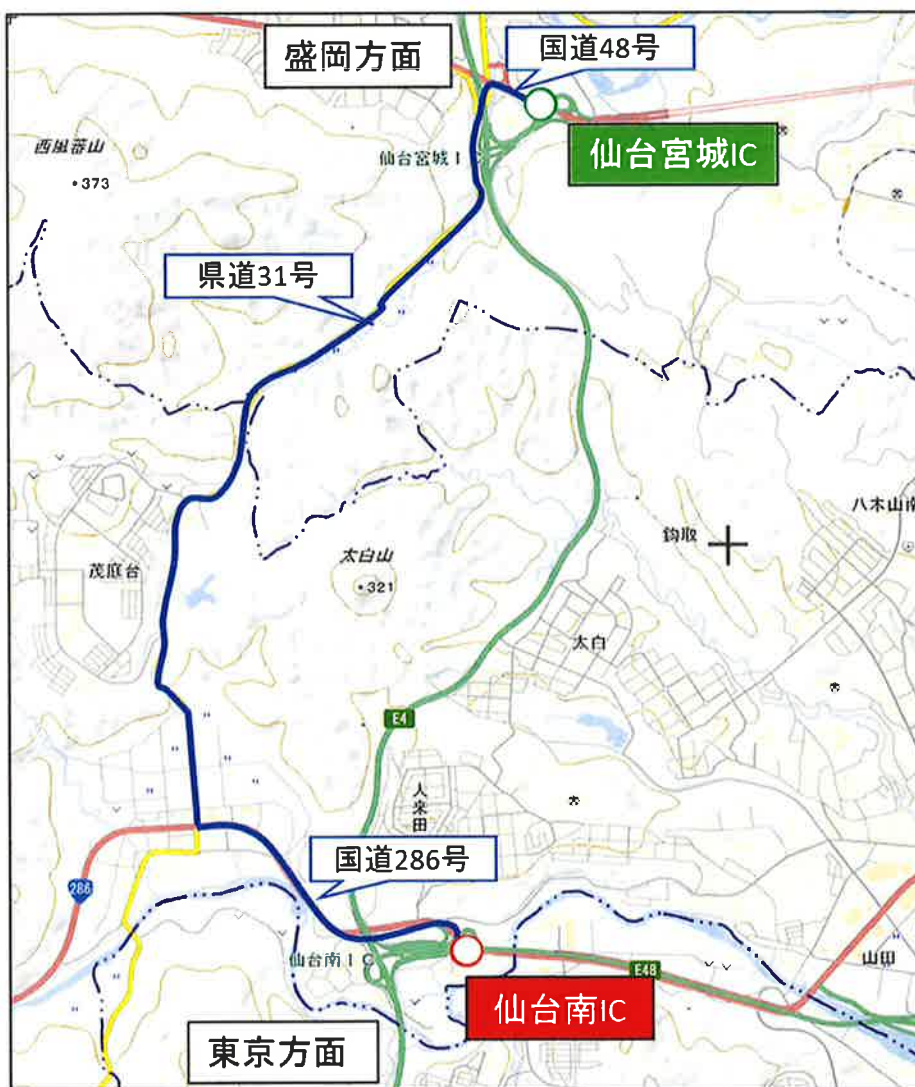 盛岡方面
国道48号
仙台宮城IC
仙台宮城I
西風蕃山
・373
県道31号
八木山南
鈎取
茂庭台
太白山
・321
太白
E4
人来田
国道286号
286
仙台南IC
E48
山田
仙台南IC
東京方面